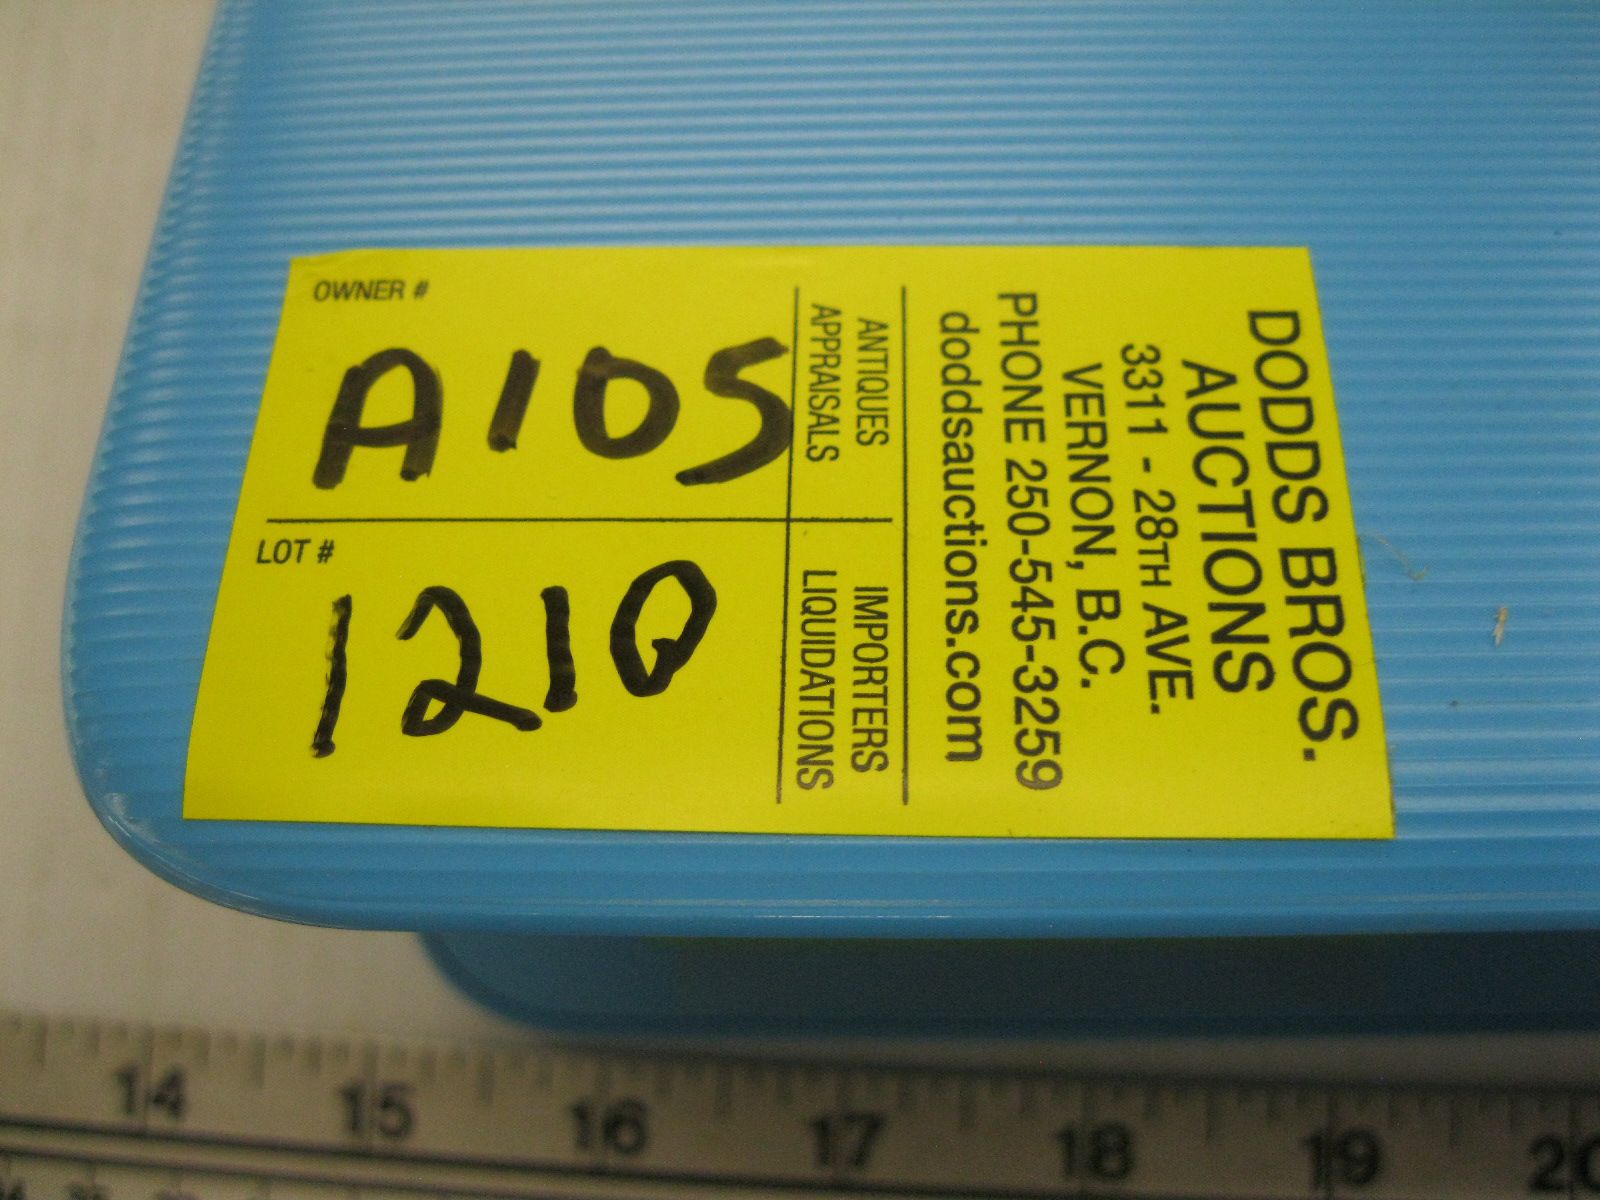 DODDS BROS.
AUCTIONS
3311 - 28TH AVE.
VERNON, B.C.
PHONE 250-545-3259
doddsauctions.com
ANTIQUES
APPRAISALS
IMPORTERS
LIQUIDATIONS
OWNER #
A105
LOT #
1210
14 15 16 17 18 19 20